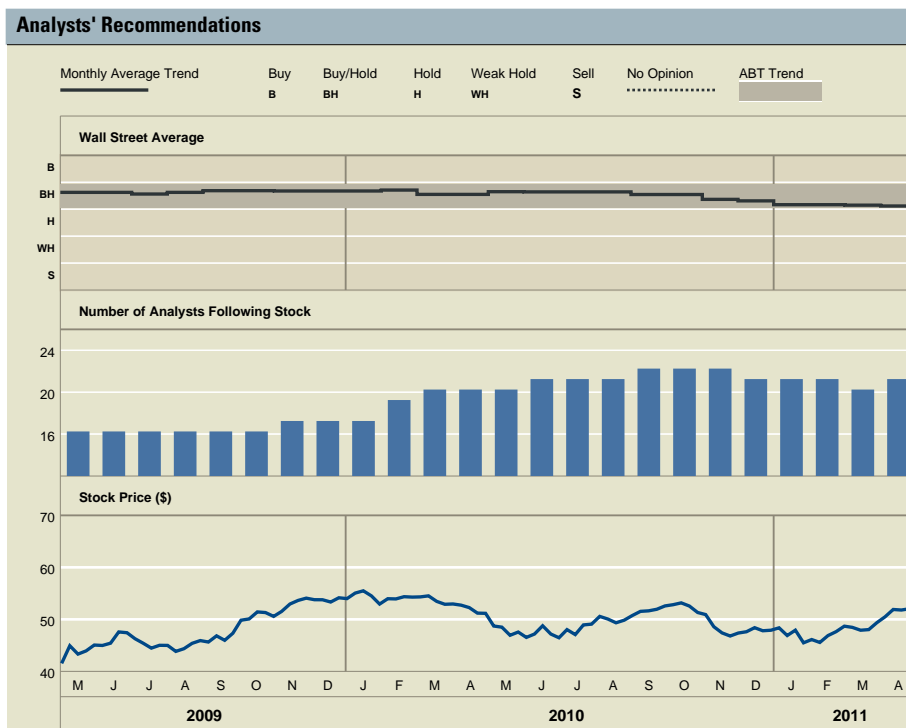 Analysts' Recommendations
Monthly Average Trend Buy Buy/Hold Hold Weak Hold Sell No Opinion ABT Trend
B BH H WH S
Wall Street Average
B
BH
H
WH
S
Number of Analysts Following Stock
24
20
16
Stock Price ($)
70
60
50
40
M J J A S O N D J F M A M J J A S O N D J F M A
2009 2010 2011